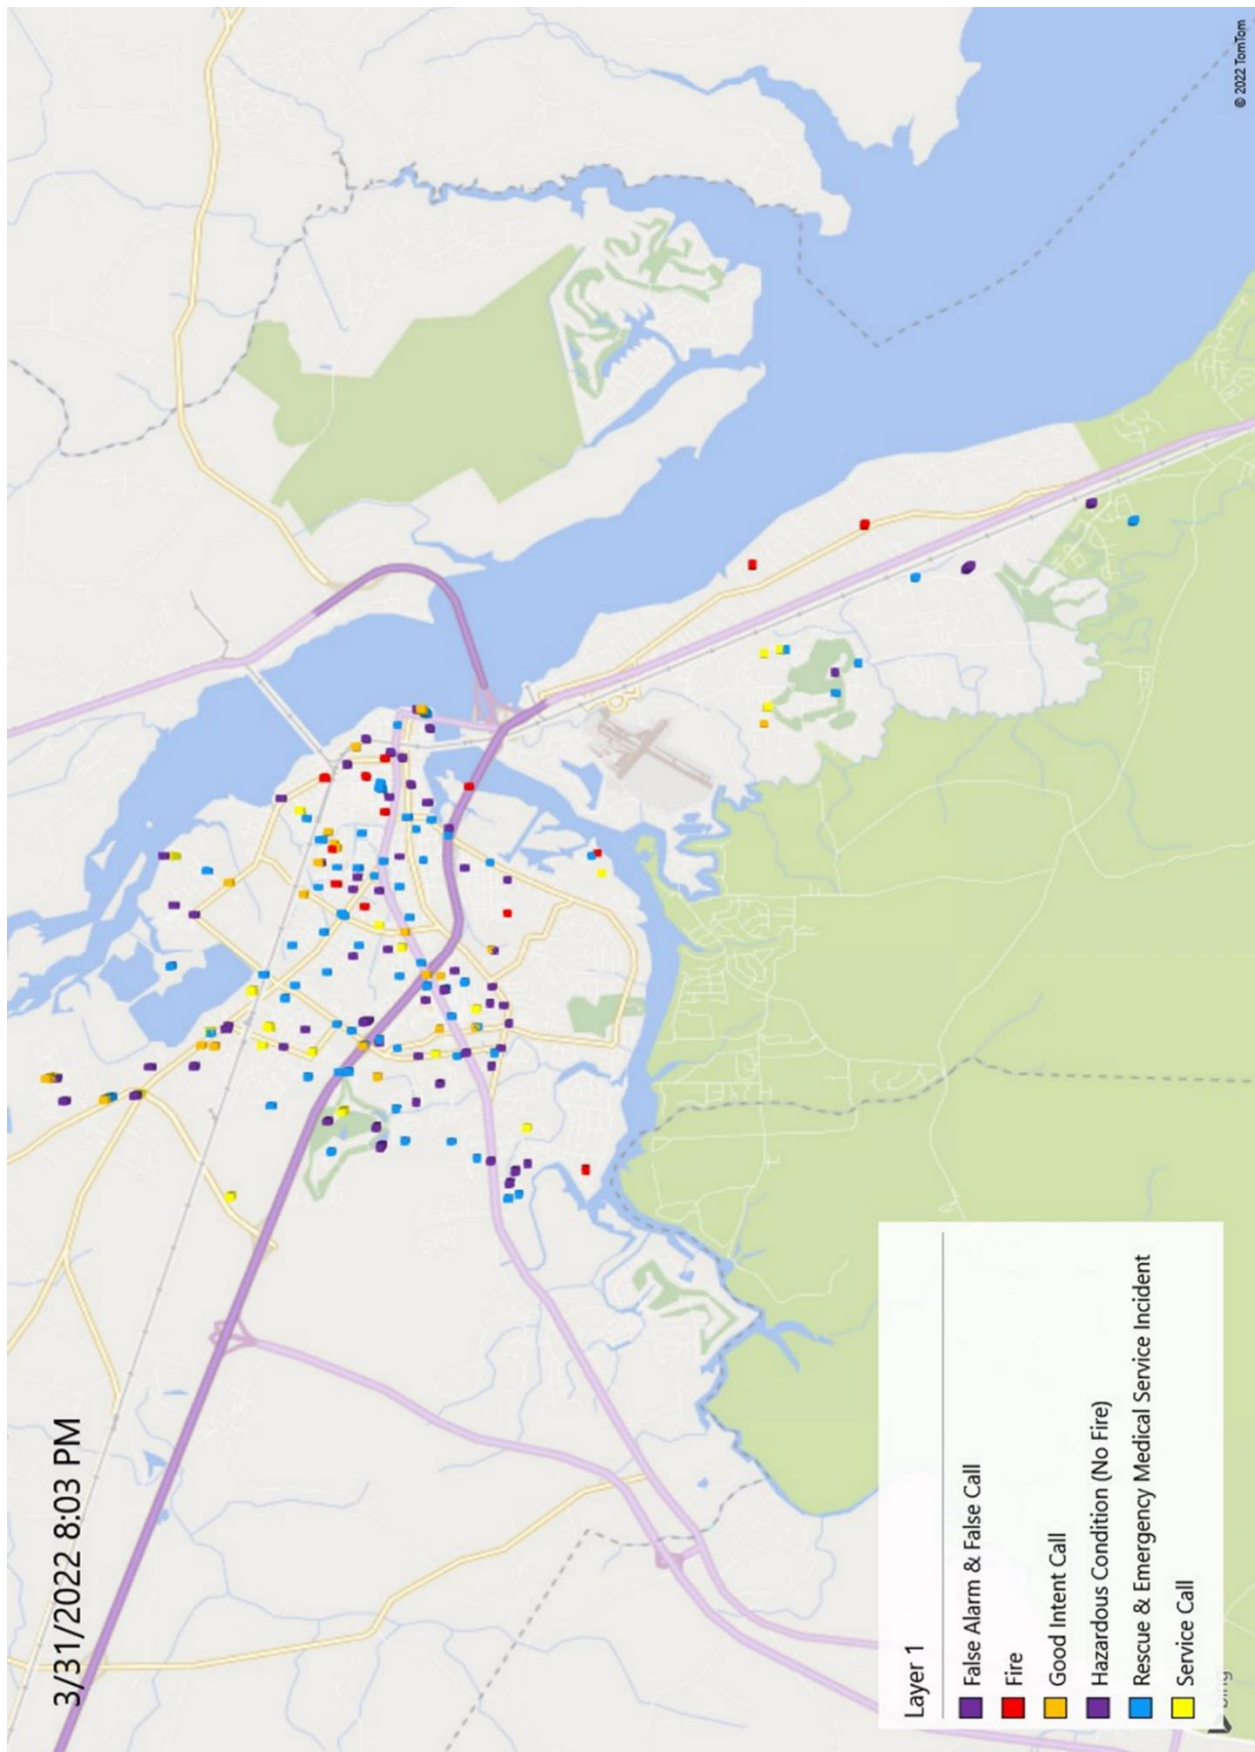 3/31/2022 8:03 PM
© 2022 TomTom
Layer 1
False Alarm & False Call
Fire
Good Intent Call
Hazardous Condition (No Fire)
Rescue & Emergency Medical Service Incident
Service Call